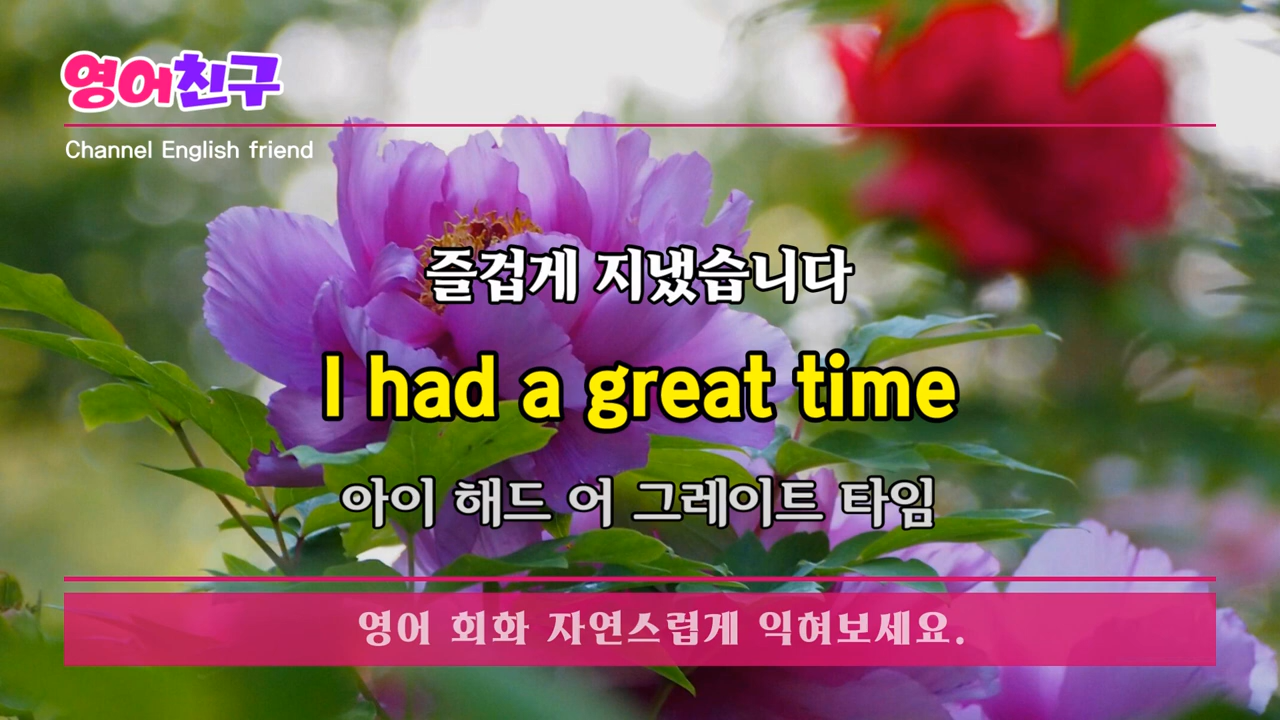 영어친구
Channel English friend
즐겁게 지냈습니다
I had a great time
아이 해드 어 그레이트 타임
영어 회화 자연스럽게 익혀보세요.